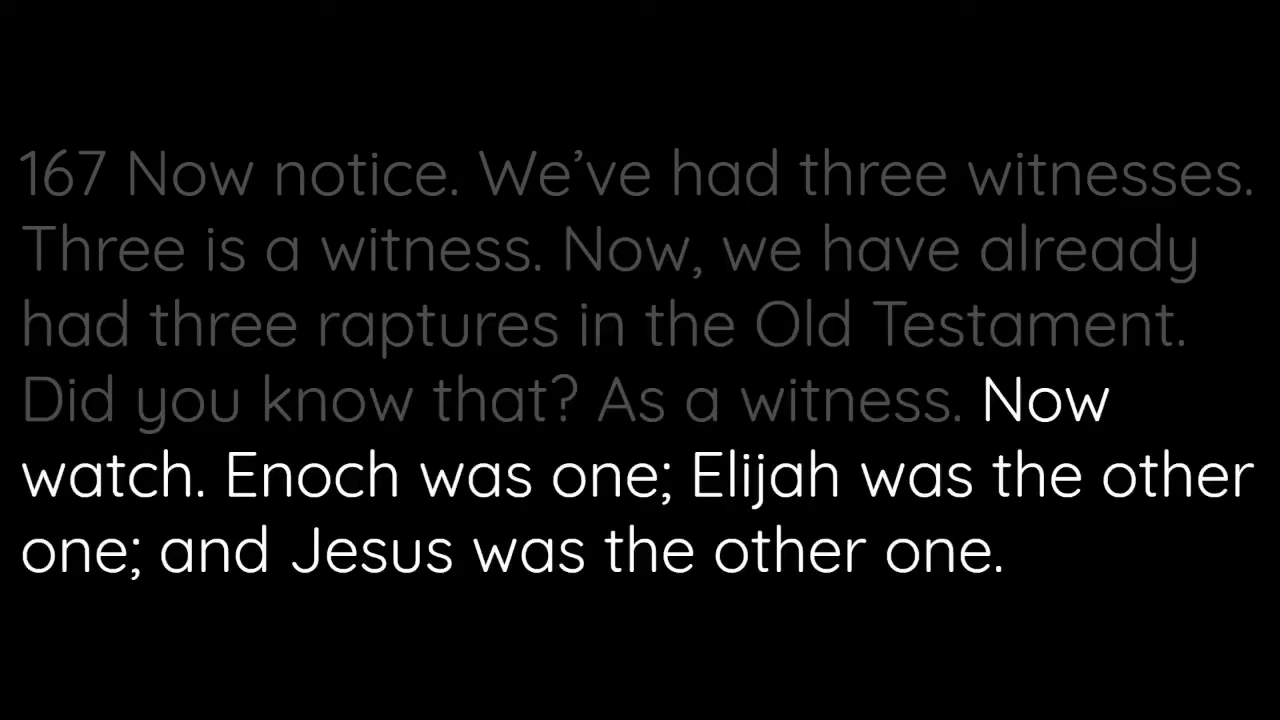 167 Now notice. We’ve had three witnesses.
Three is a witness. Now, we have already
had three raptures in the Old Testament.
Did you know that? As a witness. Now
watch. Enoch was one; Elijah was the other
one; and Jesus was the other one.